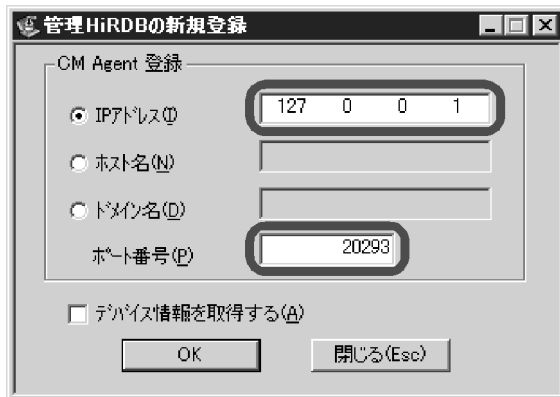 管理HiRDBの新規登録
CM Agent 登録
IPｱﾄﾞﾚｽ(I) 127 0 0 1
ﾎｽﾄ名(N)
ﾄﾞﾒｲﾝ名(D)
ﾎﾟｰﾄ番号(P) 20293
ﾃﾞﾊﾞｲｽ情報を取得する(A)
OK 閉じる(Esc)